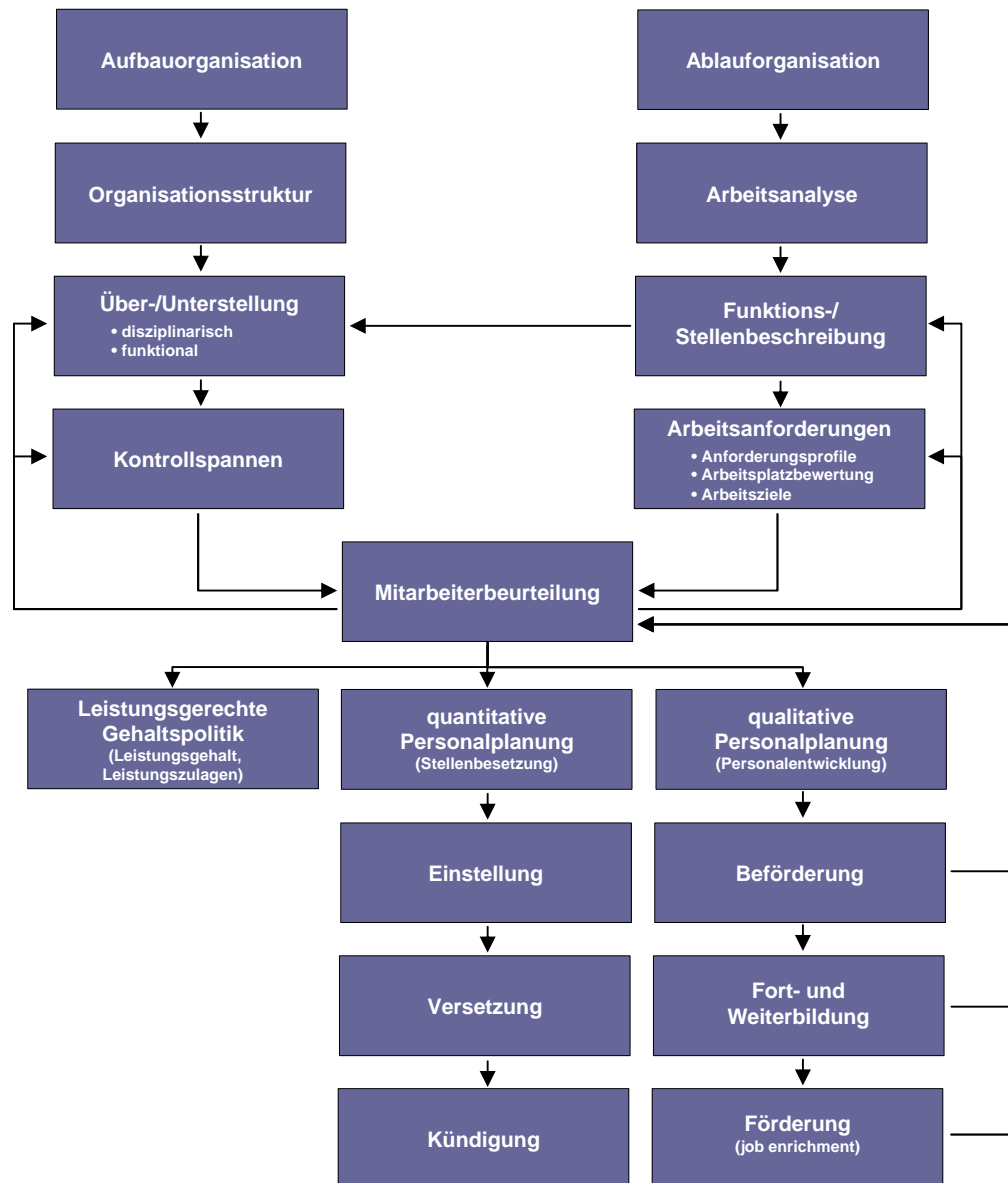 Aufbauorganisation
Ablauforganisation
Organisationsstruktur
Arbeitsanalyse
Über-/Unterstellung
• disziplinarisch
• funktional
Funktions-/
Stellenbeschreibung
Kontrollspannen
Arbeitsanforderungen
• Anforderungsprofile
• Arbeitsplatzbewertung
• Arbeitsziele
Mitarbeiterbeurteilung
Leistungsgerechte
Gehaltspolitik
(Leistungsgehalt,
Leistungszulagen)
quantitative
Personalplanung
(Stellenbesetzung)
qualitative
Personalplanung
(Personalentwicklung)
Einstellung
Beförderung
Versetzung
Fort- und
Weiterbildung
Kündigung
Förderung
(job enrichment)